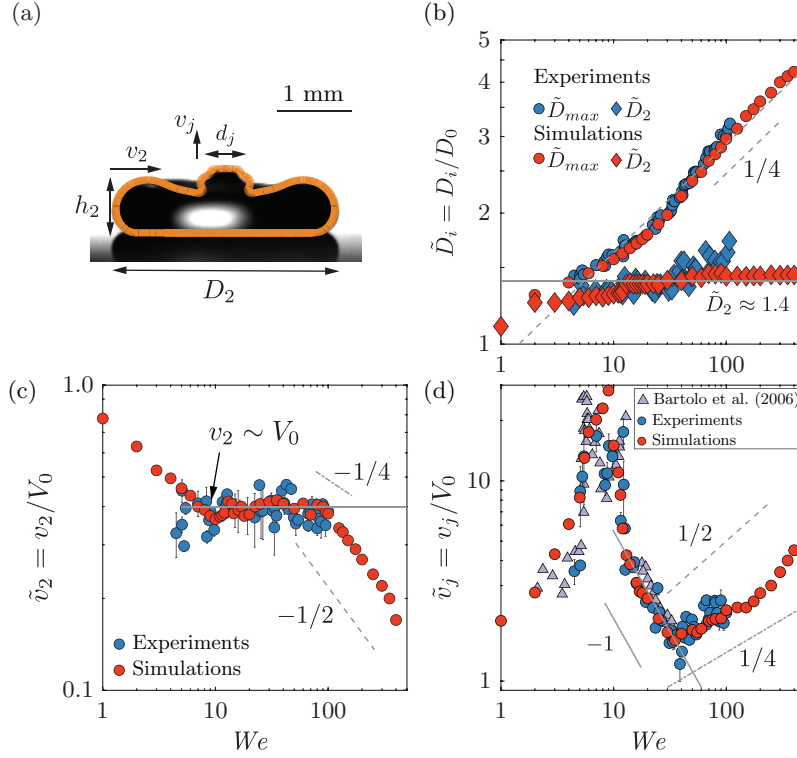 (a)
1 mm
v_j
d_j
v_2
h_2
D_2
(b)
5
4
3
2
1
D̃_i = D_i/D_0
Experiments
D̃_max D̃_2
Simulations
D̃_max D̃_2
1/4
D̃_2 ≈ 1.4
1 10 100
We
(c)
1.0
0.1
ṽ_2 = v_2/V_0
v_2 ∼ V_0
−1/4
−1/2
Experiments
Simulations
1 10 100
We
(d)
10
1
ṽ_j = v_j/V_0
Bartolo et al. (2006)
Experiments
Simulations
1/2
−1
1/4
1 10 100
We